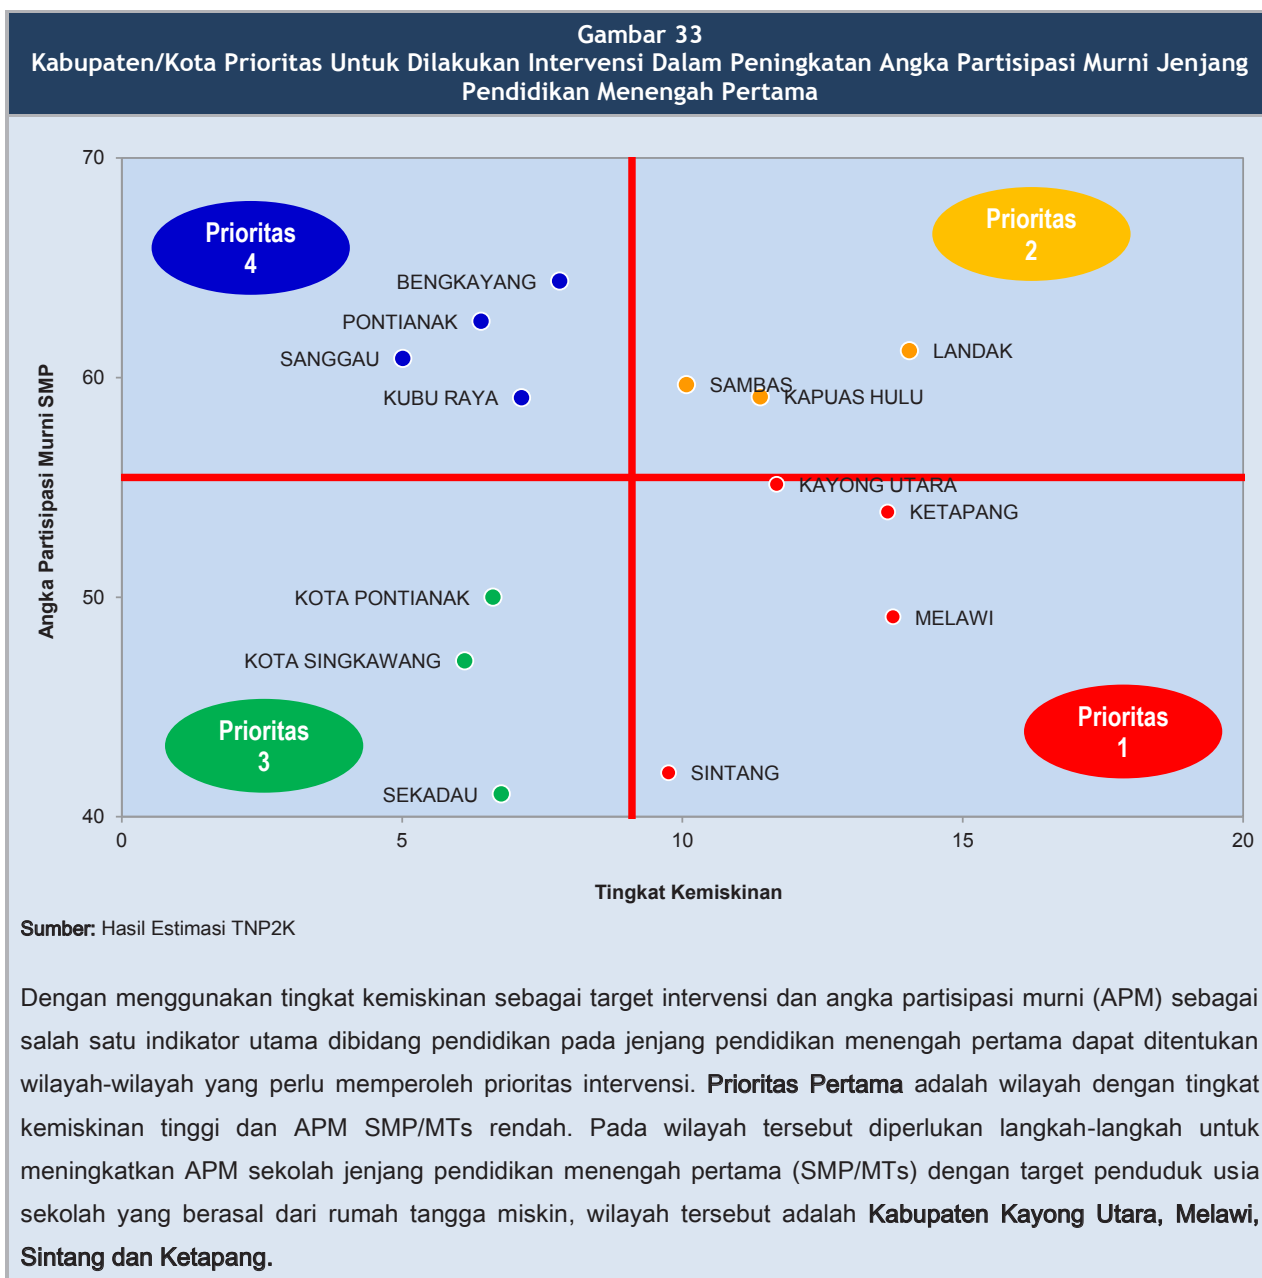 Gambar 33
Kabupaten/Kota Prioritas Untuk Dilakukan Intervensi Dalam Peningkatan Angka Partisipasi Murni Jenjang
Pendidikan Menengah Pertama
70
60
50
40
Angka Partisipasi Murni SMP
Prioritas
4
Prioritas
2
BENGKAYANG
PONTIANAK
SANGGAU
KUBU RAYA
LANDAK
SAMBAS
KAPUAS HULU
KAYONG UTARA
KETAPANG
KOTA PONTIANAK
MELAWI
KOTA SINGKAWANG
Prioritas
3
Prioritas
1
SINTANG
SEKADAU
0
5
10
15
20
Tingkat Kemiskinan
Sumber: Hasil Estimasi TNP2K
Dengan menggunakan tingkat kemiskinan sebagai target intervensi dan angka partisipasi murni (APM) sebagai
salah satu indikator utama dibidang pendidikan pada jenjang pendidikan menengah pertama dapat ditentukan
wilayah-wilayah yang perlu memperoleh prioritas intervensi. Prioritas Pertama adalah wilayah dengan tingkat
kemiskinan tinggi dan APM SMP/MTs rendah. Pada wilayah tersebut diperlukan langkah-langkah untuk
meningkatkan APM sekolah jenjang pendidikan menengah pertama (SMP/MTs) dengan target penduduk usia
sekolah yang berasal dari rumah tangga miskin, wilayah tersebut adalah Kabupaten Kayong Utara, Melawi,
Sintang dan Ketapang.